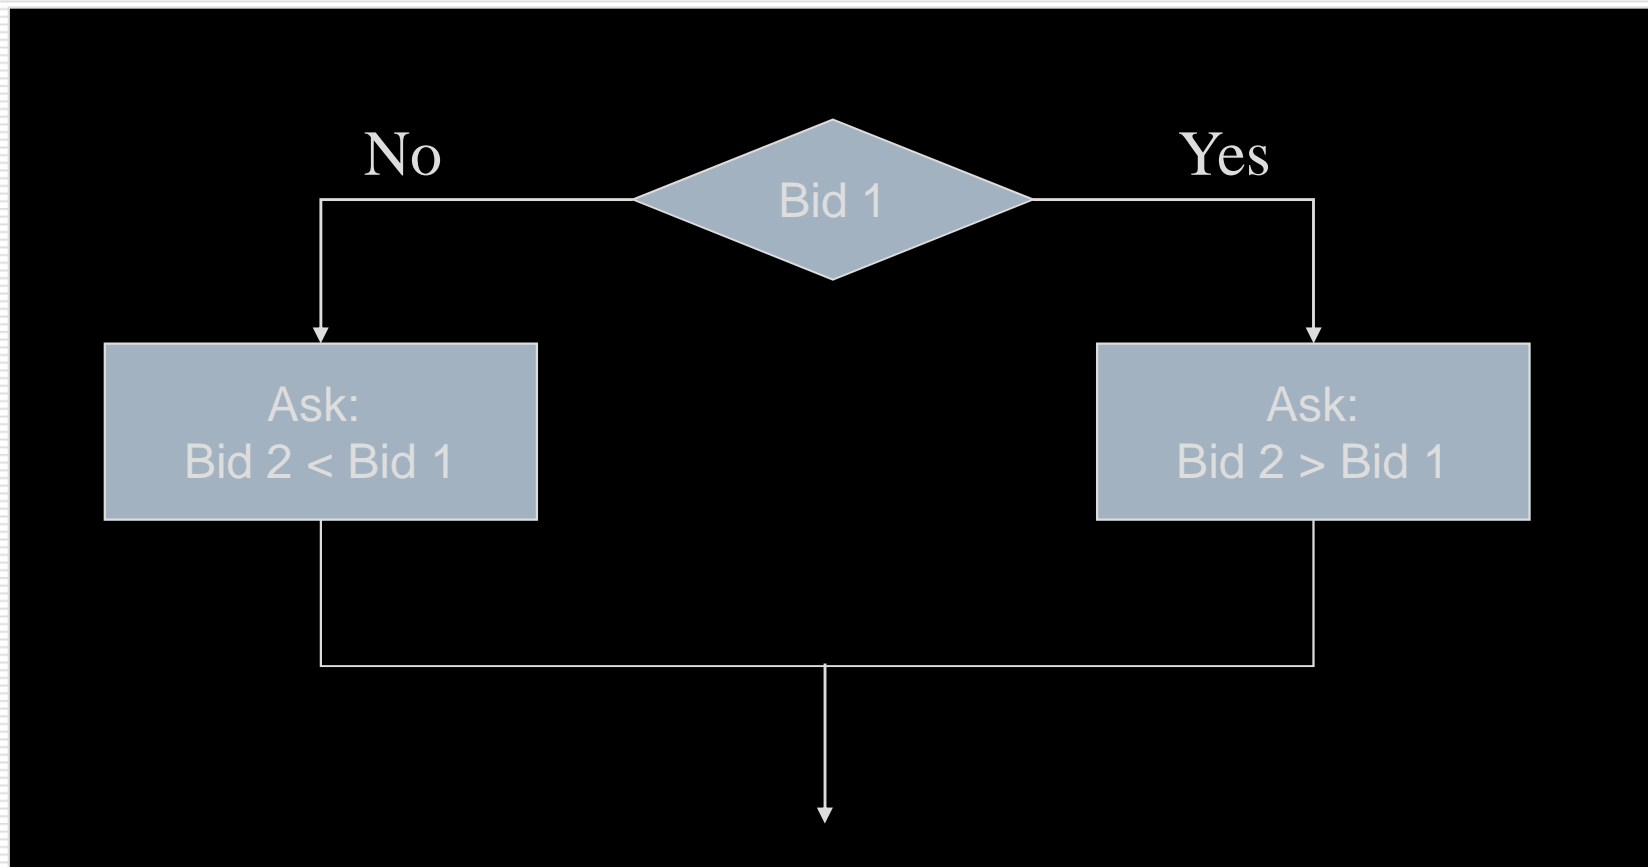 No
Bid 1
Yes
Ask:
Bid 2 < Bid 1
Ask:
Bid 2 > Bid 1